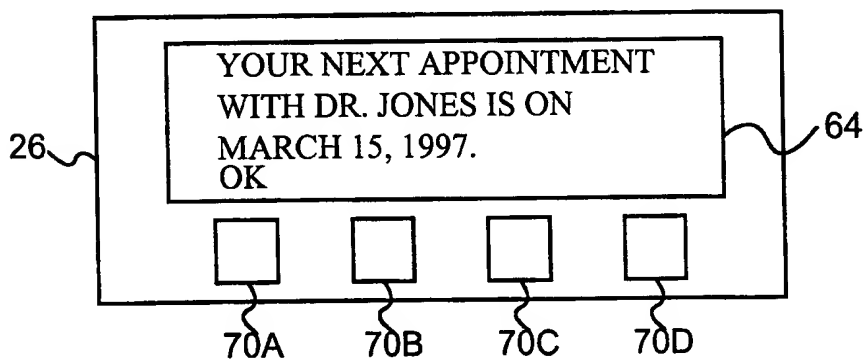 YOUR NEXT APPOINTMENT
WITH DR. JONES IS ON
MARCH 15, 1997.
OK
26
64
70A 70B 70C 70D